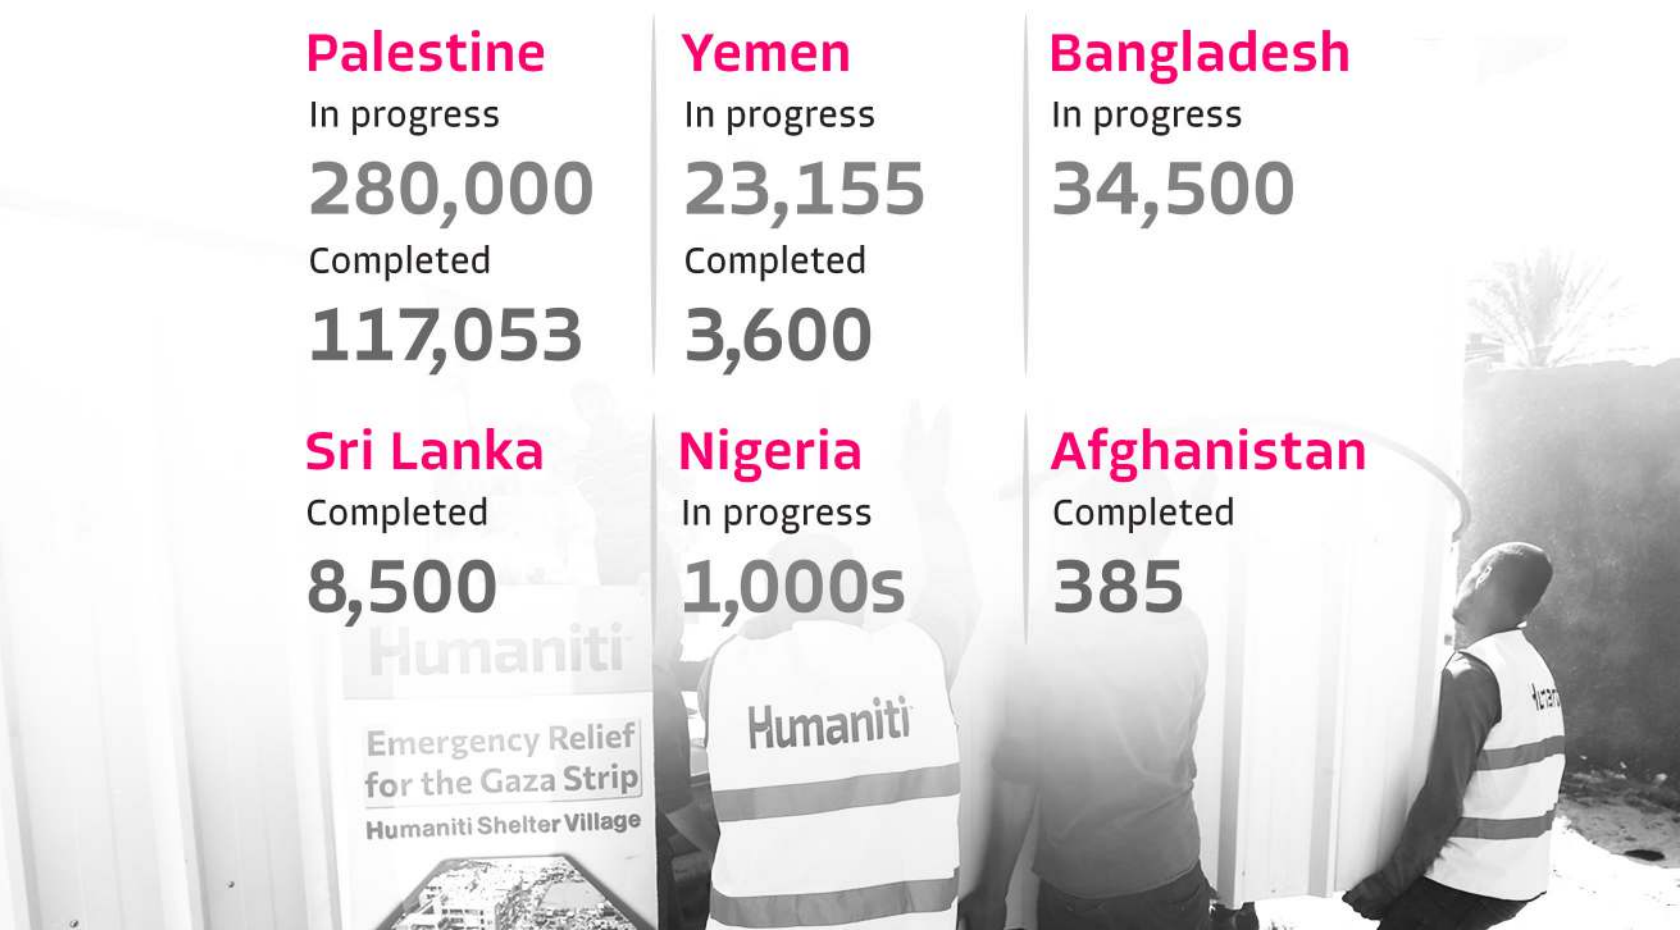 Palestine
In progress
280,000
Completed
117,053
Yemen
In progress
23,155
Completed
3,600
Bangladesh
In progress
34,500
Sri Lanka
Completed
8,500
Nigeria
In progress
1,000s
Afghanistan
Completed
385
Humaniti
Emergency Relief
for the Gaza Strip
Humaniti Shelter Village
Humaniti